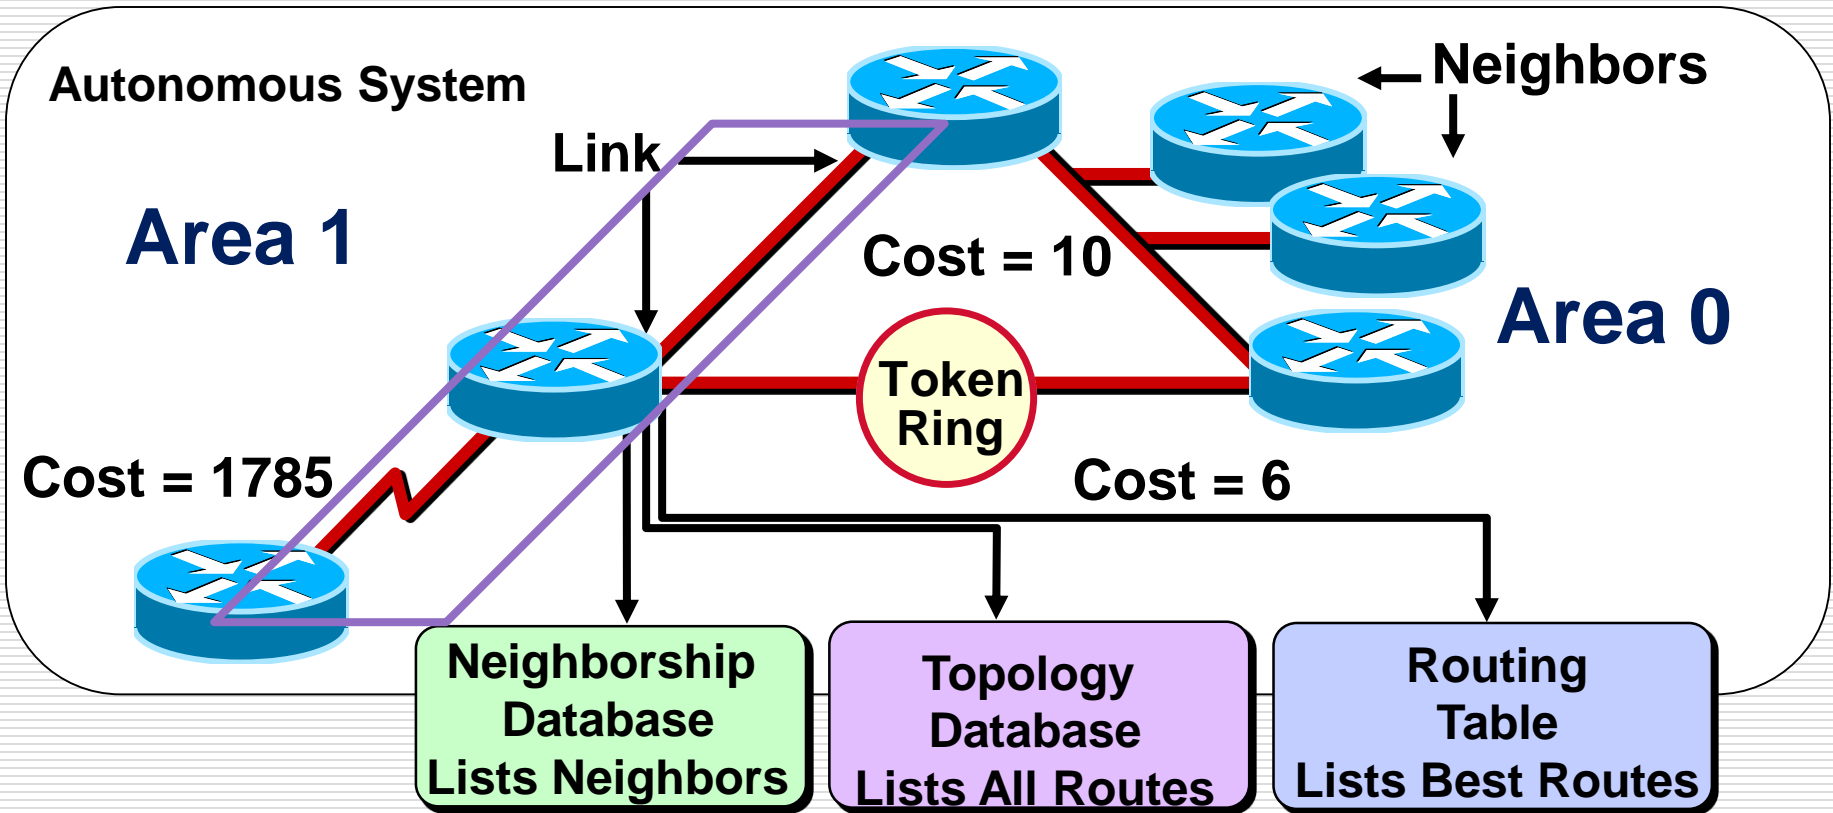 Autonomous System
Neighbors
Link
Area 1
Cost = 10
Area 0
Token
Ring
Cost = 1785
Cost = 6
Neighborship
Database
Lists Neighbors
Topology
Database
Lists All Routes
Routing
Table
Lists Best Routes